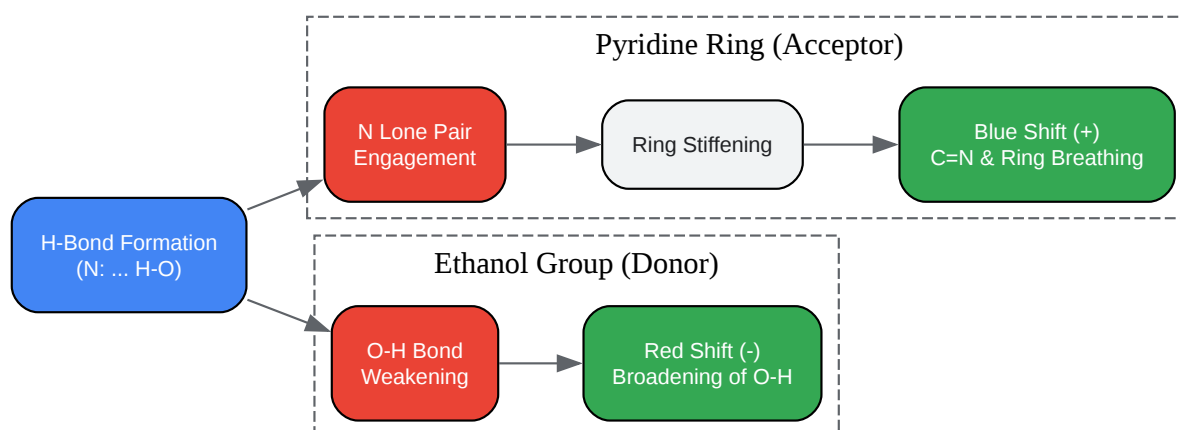 Pyridine Ring (Acceptor)
N Lone Pair
Engagement
Ring Stiffening
Blue Shift (+)
C=N & Ring Breathing
H-Bond Formation
(N: ... H-O)
Ethanol Group (Donor)
O-H Bond
Weakening
Red Shift (-)
Broadening of O-H